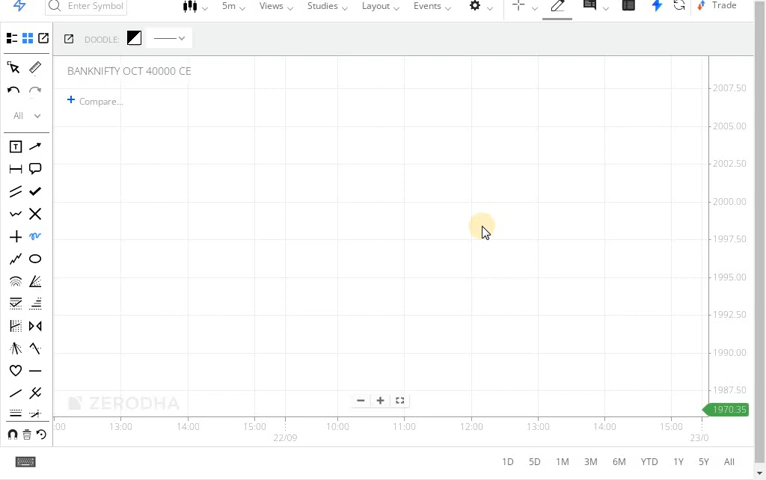 Enter Symbol 5m Views Studies Layout Events Trade
DOODLE:
BANKNIFTY OCT 40000 CE
+ Compare...
All
T
2007.50
2005.00
2002.50
2000.00
1997.50
1995.00
1992.50
1990.00
1987.50
1970.35
ZERODHA
:00 13:00 14:00 15:00 10:00 11:00 12:00 13:00 14:00 15:00
22/09 23/0
1D 5D 1M 3M 6M YTD 1Y 5Y All